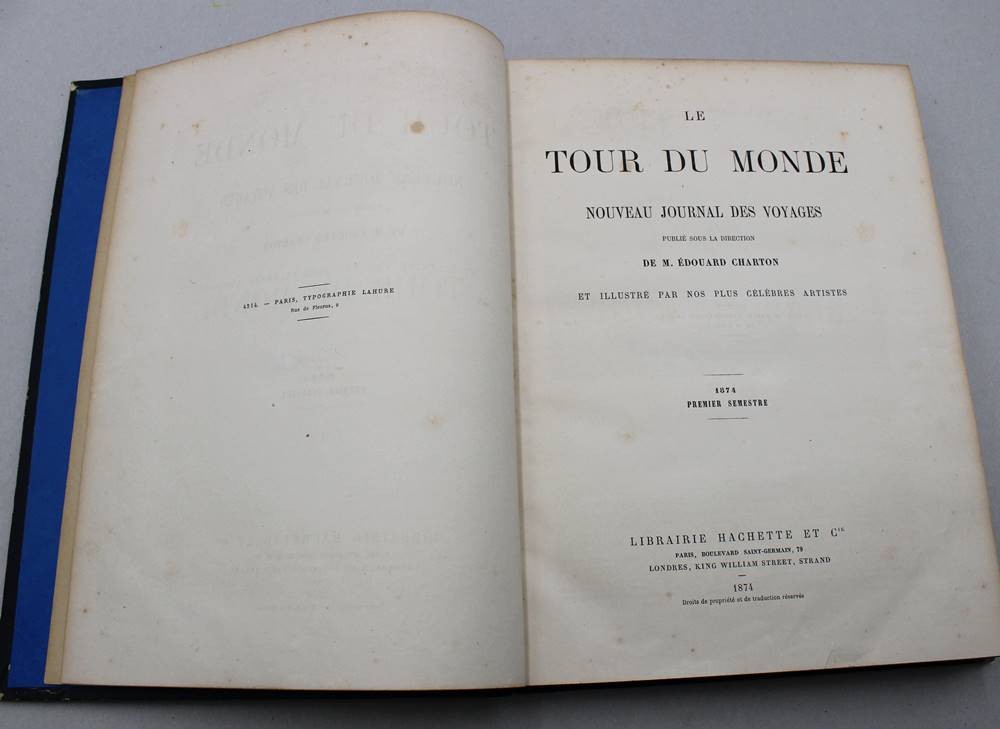 4214 — PARIS, TYPOGRAPHIE LAHURE
Rue de Fleurus, 9
LE
TOUR DU MONDE
NOUVEAU JOURNAL DES VOYAGES
PUBLIÉ SOUS LA DIRECTION
DE M. ÉDOUARD CHARTON
ET ILLUSTRÉ PAR NOS PLUS CÉLÈBRES ARTISTES
1874
PREMIER SEMESTRE
LIBRAIRIE HACHETTE ET Cie
PARIS, BOULEVARD SAINT-GERMAIN, 79
LONDRES, KING WILLIAM STREET, STRAND
1874
Droits de propriété et de traduction réservés